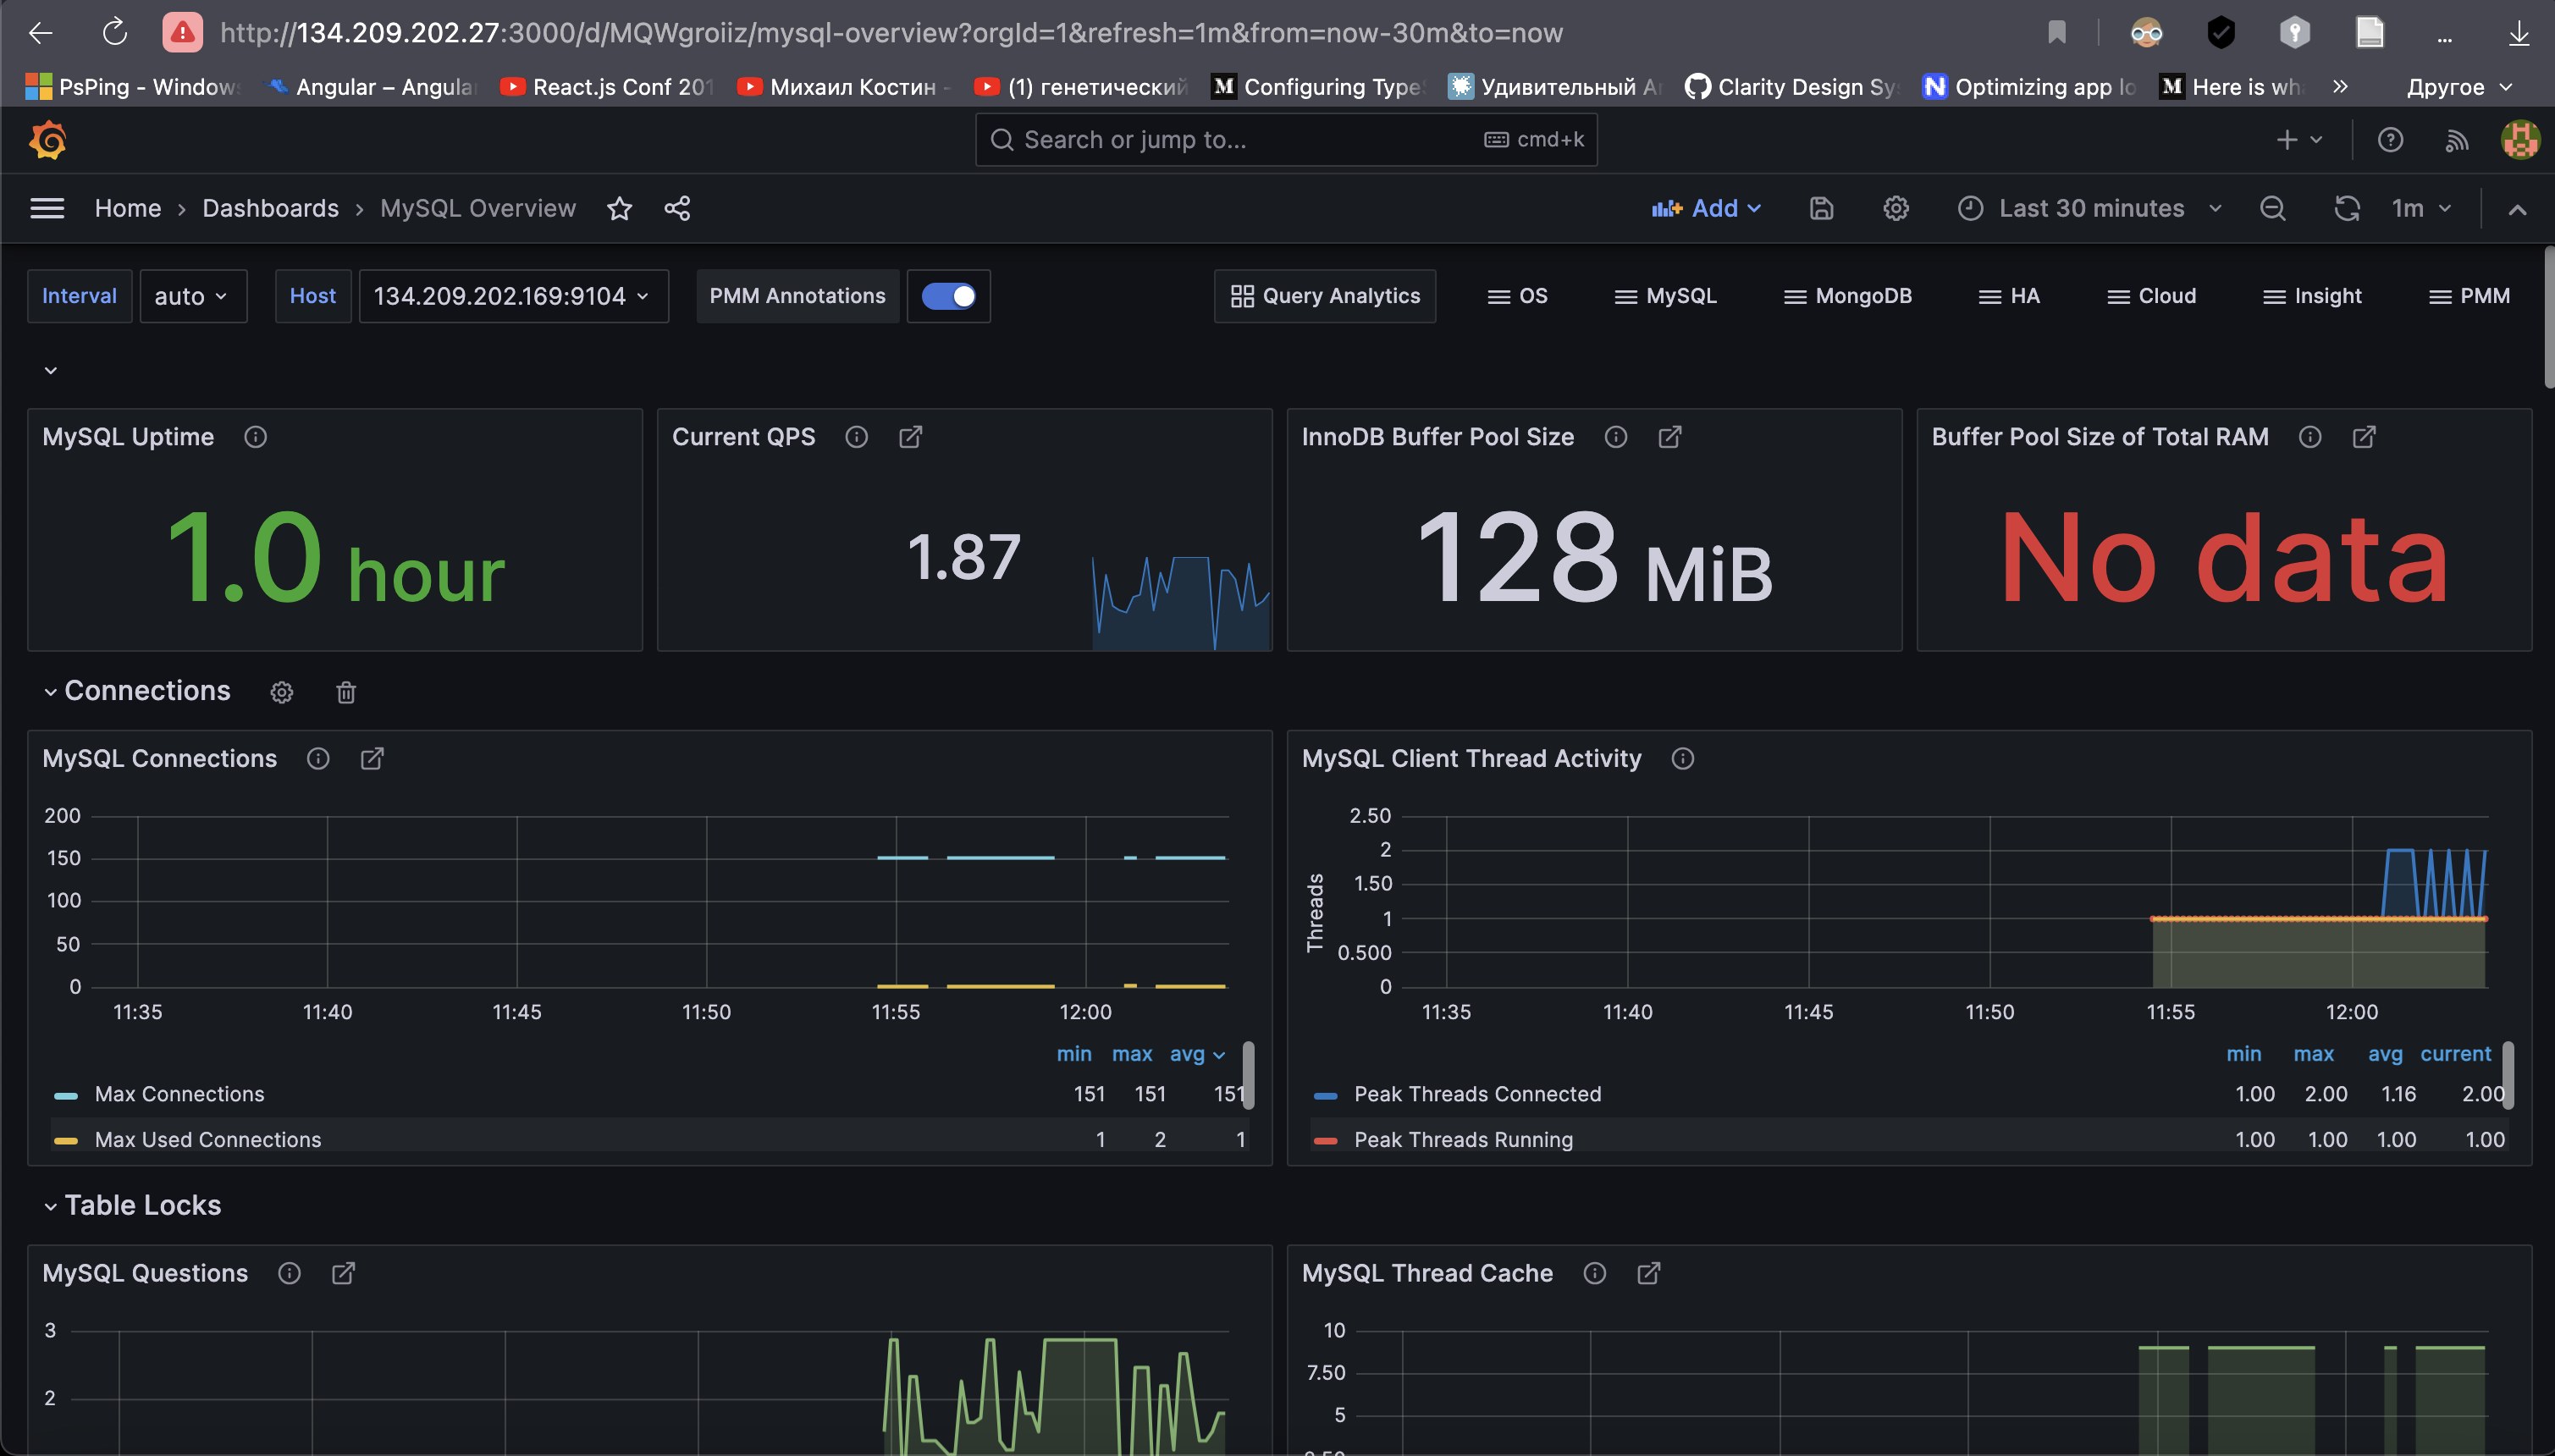 http://134.209.202.27:3000/d/MQWgroiiz/mysql-overview?orgId=1&refresh=1m&from=now-30m&to=now
PsPing - Windows
Angular – Angular
React.js Conf 201
Михаил Костин -
(1) генетический
Configuring Type
Удивительный
Clarity Design Sy
Optimizing app lo
Here is wh
»
Другое
Search or jump to...
cmd+k
Home › Dashboards › MySQL Overview
Add
Last 30 minutes
1m
Interval
auto
Host
134.209.202.169:9104
PMM Annotations
Query Analytics
OS
MySQL
MongoDB
HA
Cloud
Insight
PMM
MySQL Uptime
1.0 hour
Current QPS
1.87
InnoDB Buffer Pool Size
128 MiB
Buffer Pool Size of Total RAM
No data
Connections
MySQL Connections
200
150
100
50
0
11:35 11:40 11:45 11:50 11:55 12:00
min max avg
Max Connections 151 151 151
Max Used Connections 1 2 1
MySQL Client Thread Activity
Threads
2.50
2
1.50
1
0.500
0
11:35 11:40 11:45 11:50 11:55 12:00
min max avg current
Peak Threads Connected 1.00 2.00 1.16 2.00
Peak Threads Running 1.00 1.00 1.00 1.00
Table Locks
MySQL Questions
3
2
MySQL Thread Cache
10
7.50
5